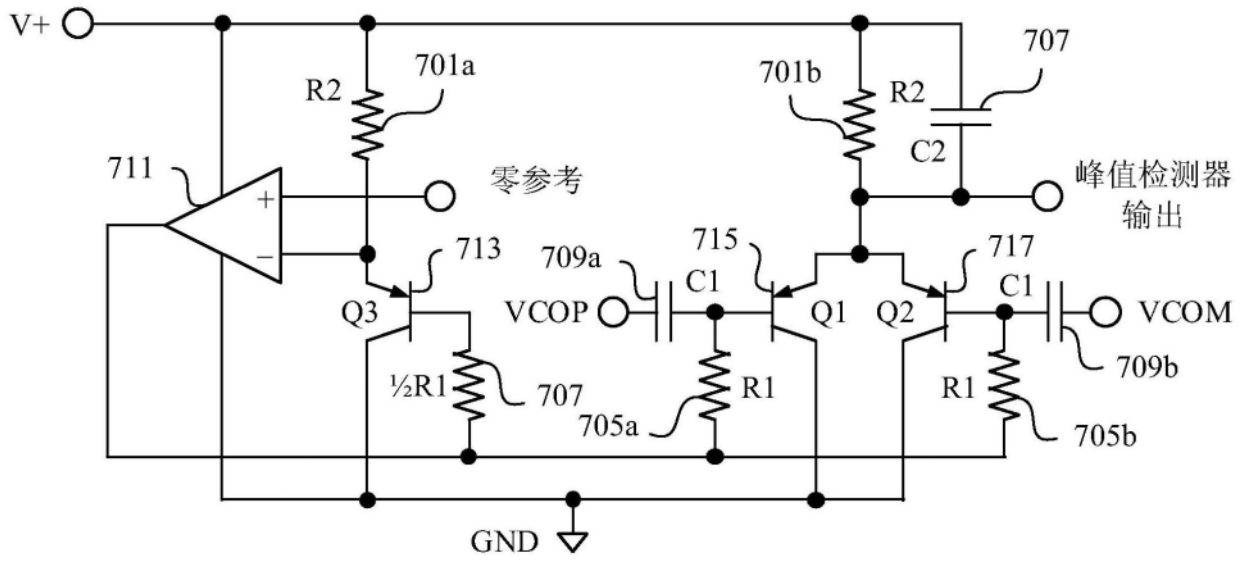 V+
707
701a
701b
R2
R2
C2
711
+
零参考
峰值检测器
输出
−
713
715
717
709a
C1
C1
Q3
VCOP
Q1
Q2
VCOM
709b
½R1
707
R1
R1
705a
705b
GND